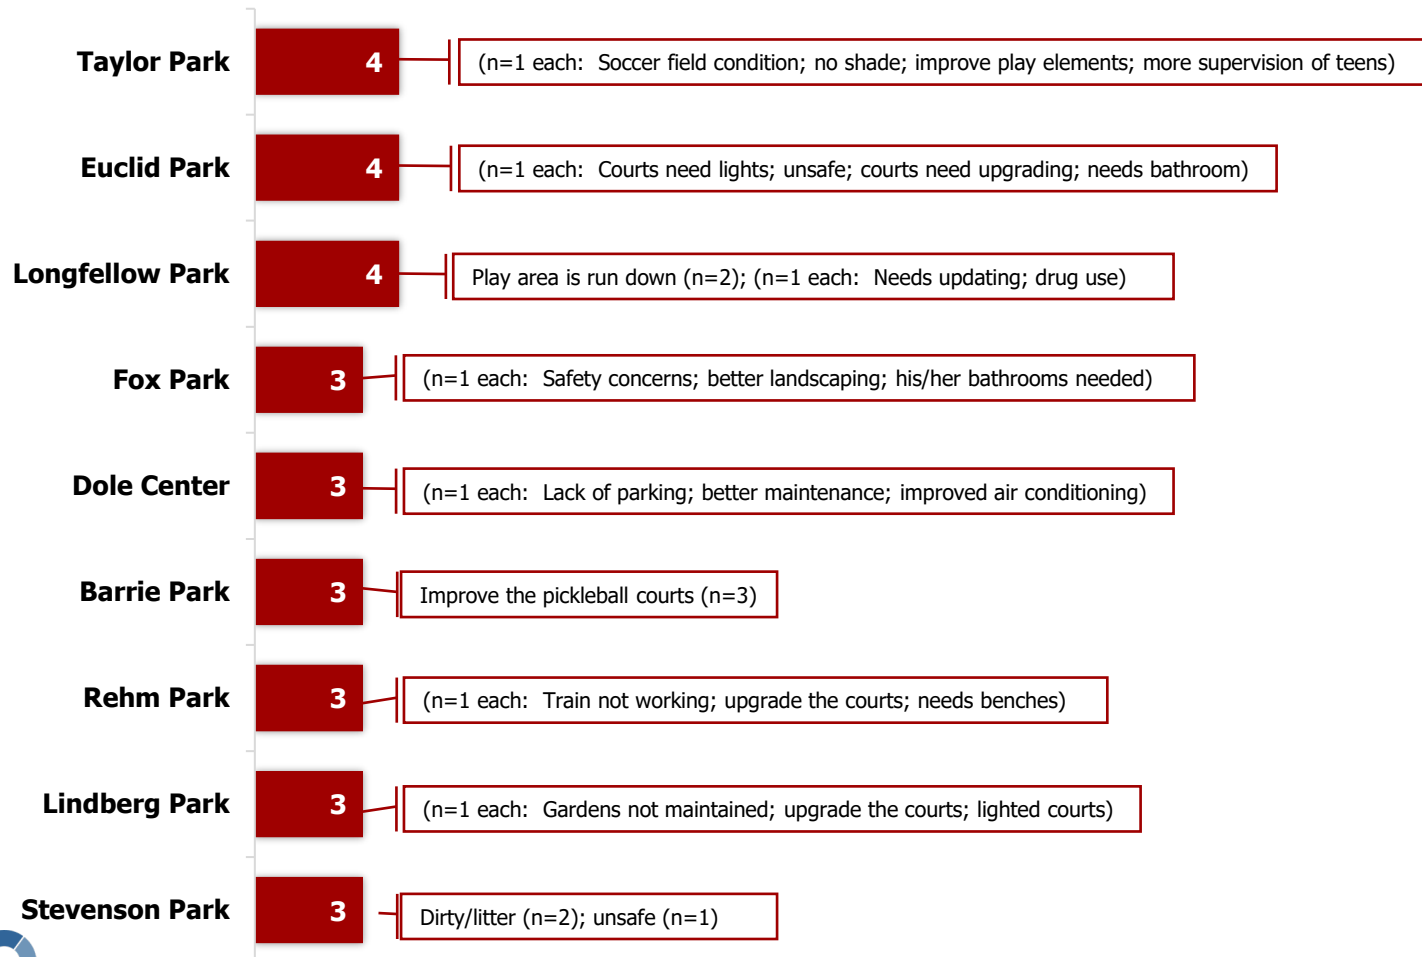 Taylor Park 4 (n=1 each: Soccer field condition; no shade; improve play elements; more supervision of teens)
Euclid Park 4 (n=1 each: Courts need lights; unsafe; courts need upgrading; needs bathroom)
Longfellow Park 4 Play area is run down (n=2); (n=1 each: Needs updating; drug use)
Fox Park 3 (n=1 each: Safety concerns; better landscaping; his/her bathrooms needed)
Dole Center 3 (n=1 each: Lack of parking; better maintenance; improved air conditioning)
Barrie Park 3 Improve the pickleball courts (n=3)
Rehm Park 3 (n=1 each: Train not working; upgrade the courts; needs benches)
Lindberg Park 3 (n=1 each: Gardens not maintained; upgrade the courts; lighted courts)
Stevenson Park 3 Dirty/litter (n=2); unsafe (n=1)